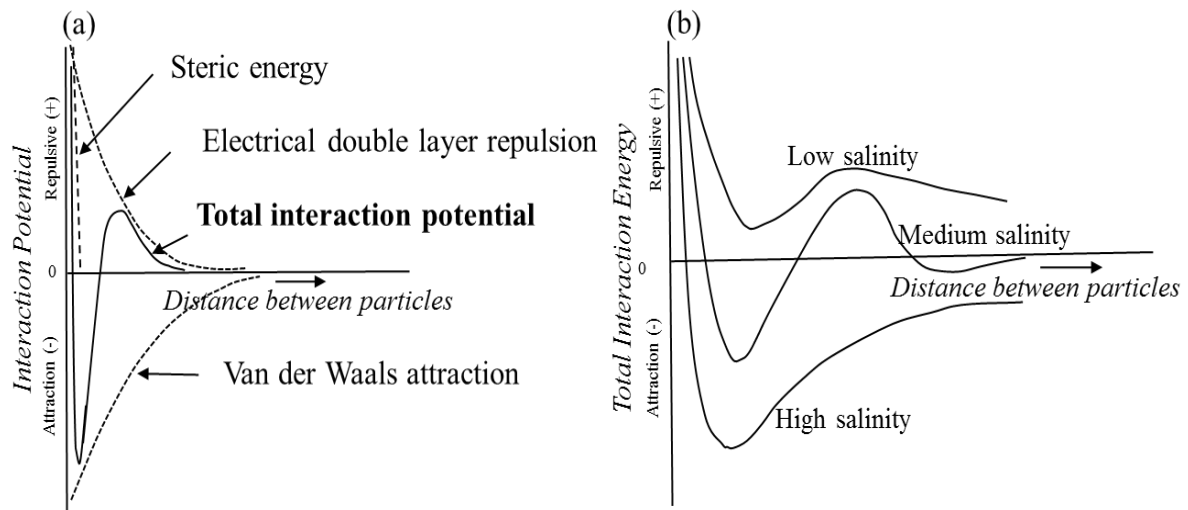 (a)
Steric energy
Electrical double layer repulsion
Total interaction potential
Distance between particles
Van der Waals attraction
Interaction Potential
Repulsive (+)
0
Attraction (-)
(b)
Low salinity
Medium salinity
Distance between particles
High salinity
Total Interaction Energy
Repulsive (+)
0
Attraction (-)